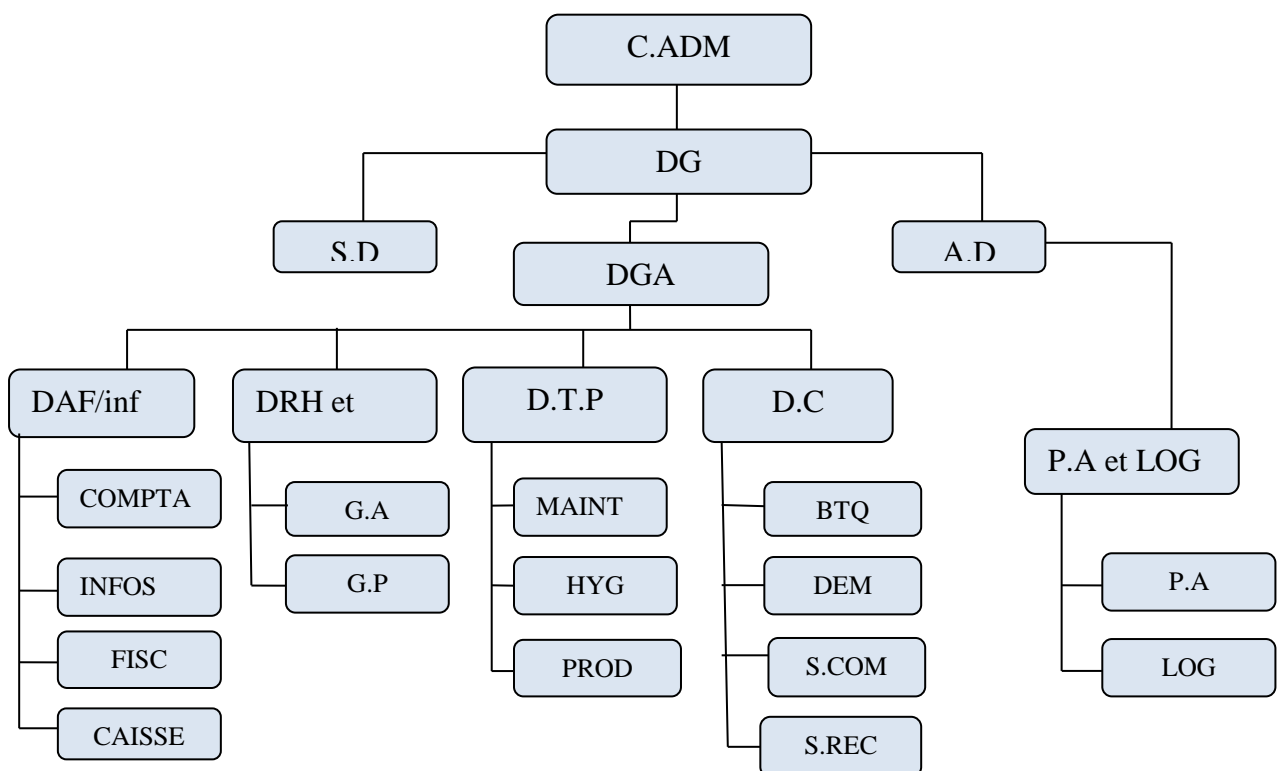 C.ADM
DG
S.D
A.D
DGA
DAF/inf
DRH et
D.T.P
D.C
P.A et LOG
COMPTA
G.A
MAINT
BTQ
INFOS
G.P
HYG
DEM
P.A
FISC
PROD
S.COM
LOG
CAISSE
S.REC